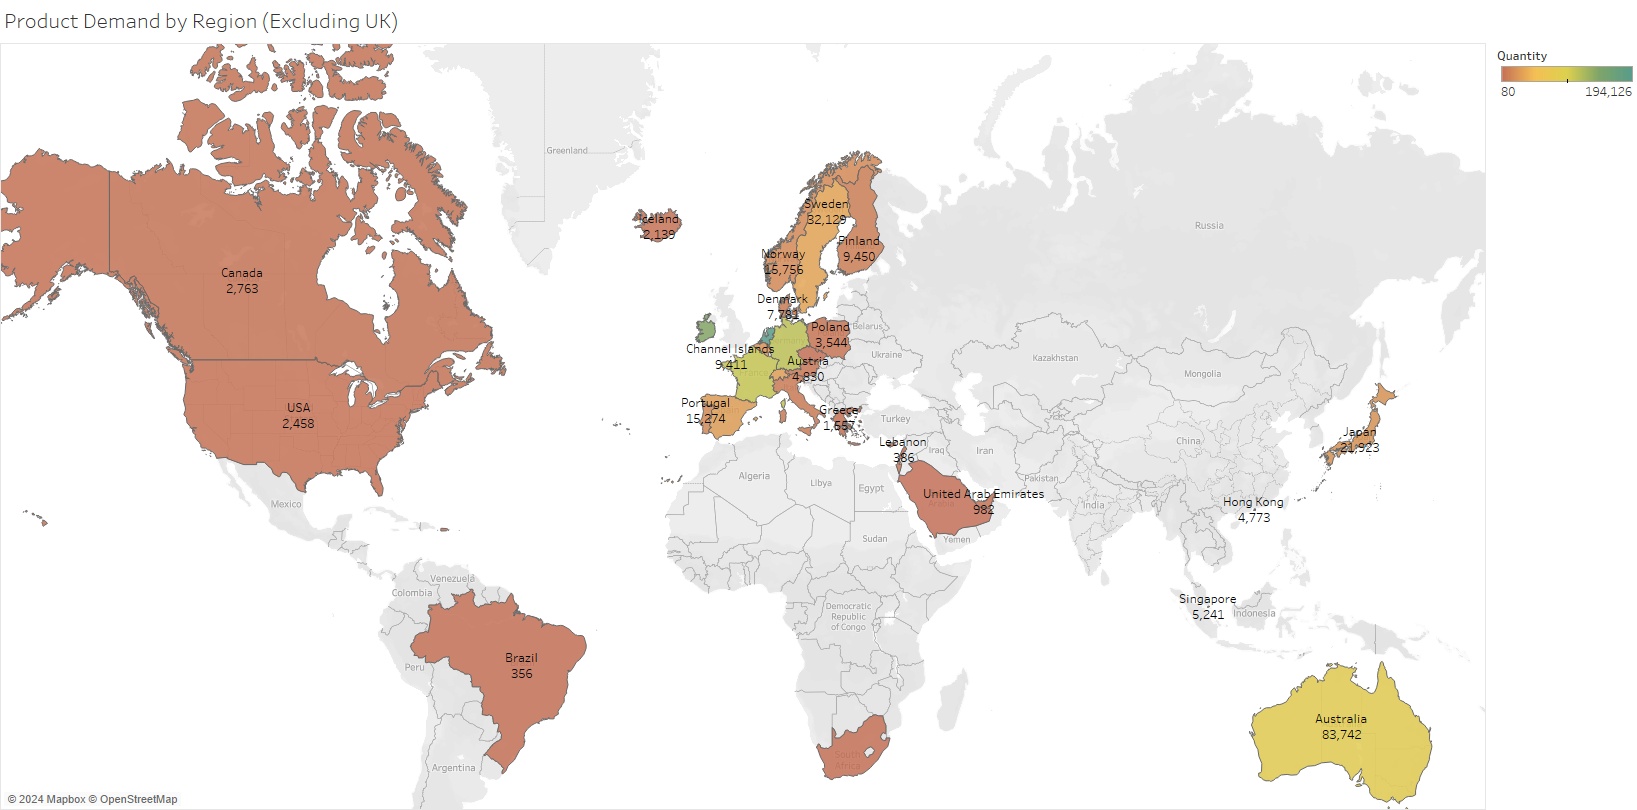 Product Demand by Region (Excluding UK)
Quantity
80 194,126
Greenland
Iceland
2,139
Sweden
32,129
Russia
Finland
9,450
Norway
15,756
Canada
2,763
Denmark
7,781
Poland
3,544
Belarus
Channel Islands
9,411
Ukraine
Austria
4,830
Kazakhstan
Mongolia
USA
2,458
Portugal
15,274
Greece
1,557
Turkey
Japan
21,923
China
Lebanon
386
Iraq
Iran
Algeria
Libya
Egypt
Pakistan
United Arab Emirates
982
Mexico
India
Hong Kong
4,773
Sudan
Yemen
Venezuela
Colombia
Democratic
Republic
of Congo
Singapore
5,241
Indonesia
Peru
Brazil
356
Australia
83,742
South
Africa
Argentina
© 2024 Mapbox © OpenStreetMap